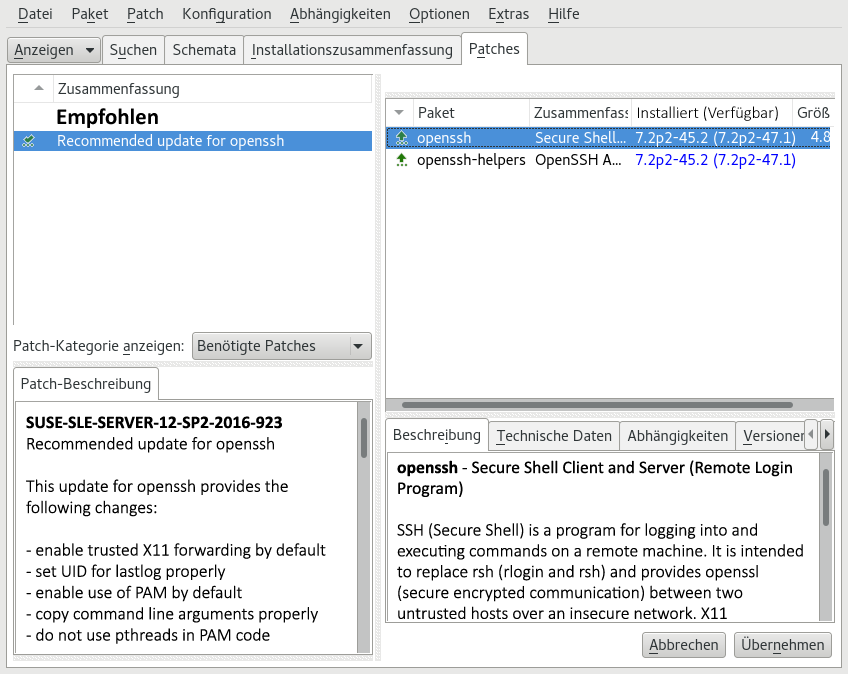 Datei Paket Patch Konfiguration Abhängigkeiten Optionen Extras Hilfe
Anzeigen Suchen Schemata Installationszusammenfassung Patches
Zusammenfassung
Empfohlen
Recommended update for openssh
Patch-Kategorie anzeigen: Benötigte Patches
Patch-Beschreibung
SUSE-SLE-SERVER-12-SP2-2016-923
Recommended update for openssh
This update for openssh provides the
following changes:
- enable trusted X11 forwarding by default
- set UID for lastlog properly
- enable use of PAM by default
- copy command line arguments properly
- do not use pthreads in PAM code
Paket Zusammenfass Installiert (Verfügbar) Größ
openssh Secure Shell... 7.2p2-45.2 (7.2p2-47.1) 4.8
openssh-helpers OpenSSH A... 7.2p2-45.2 (7.2p2-47.1)
Beschreibung Technische Daten Abhängigkeiten Versionen
openssh - Secure Shell Client and Server (Remote Login
Program)
SSH (Secure Shell) is a program for logging into and
executing commands on a remote machine. It is intended
to replace rsh (rlogin and rsh) and provides openssl
(secure encrypted communication) between two
untrusted hosts over an insecure network. X11
Abbrechen Übernehmen